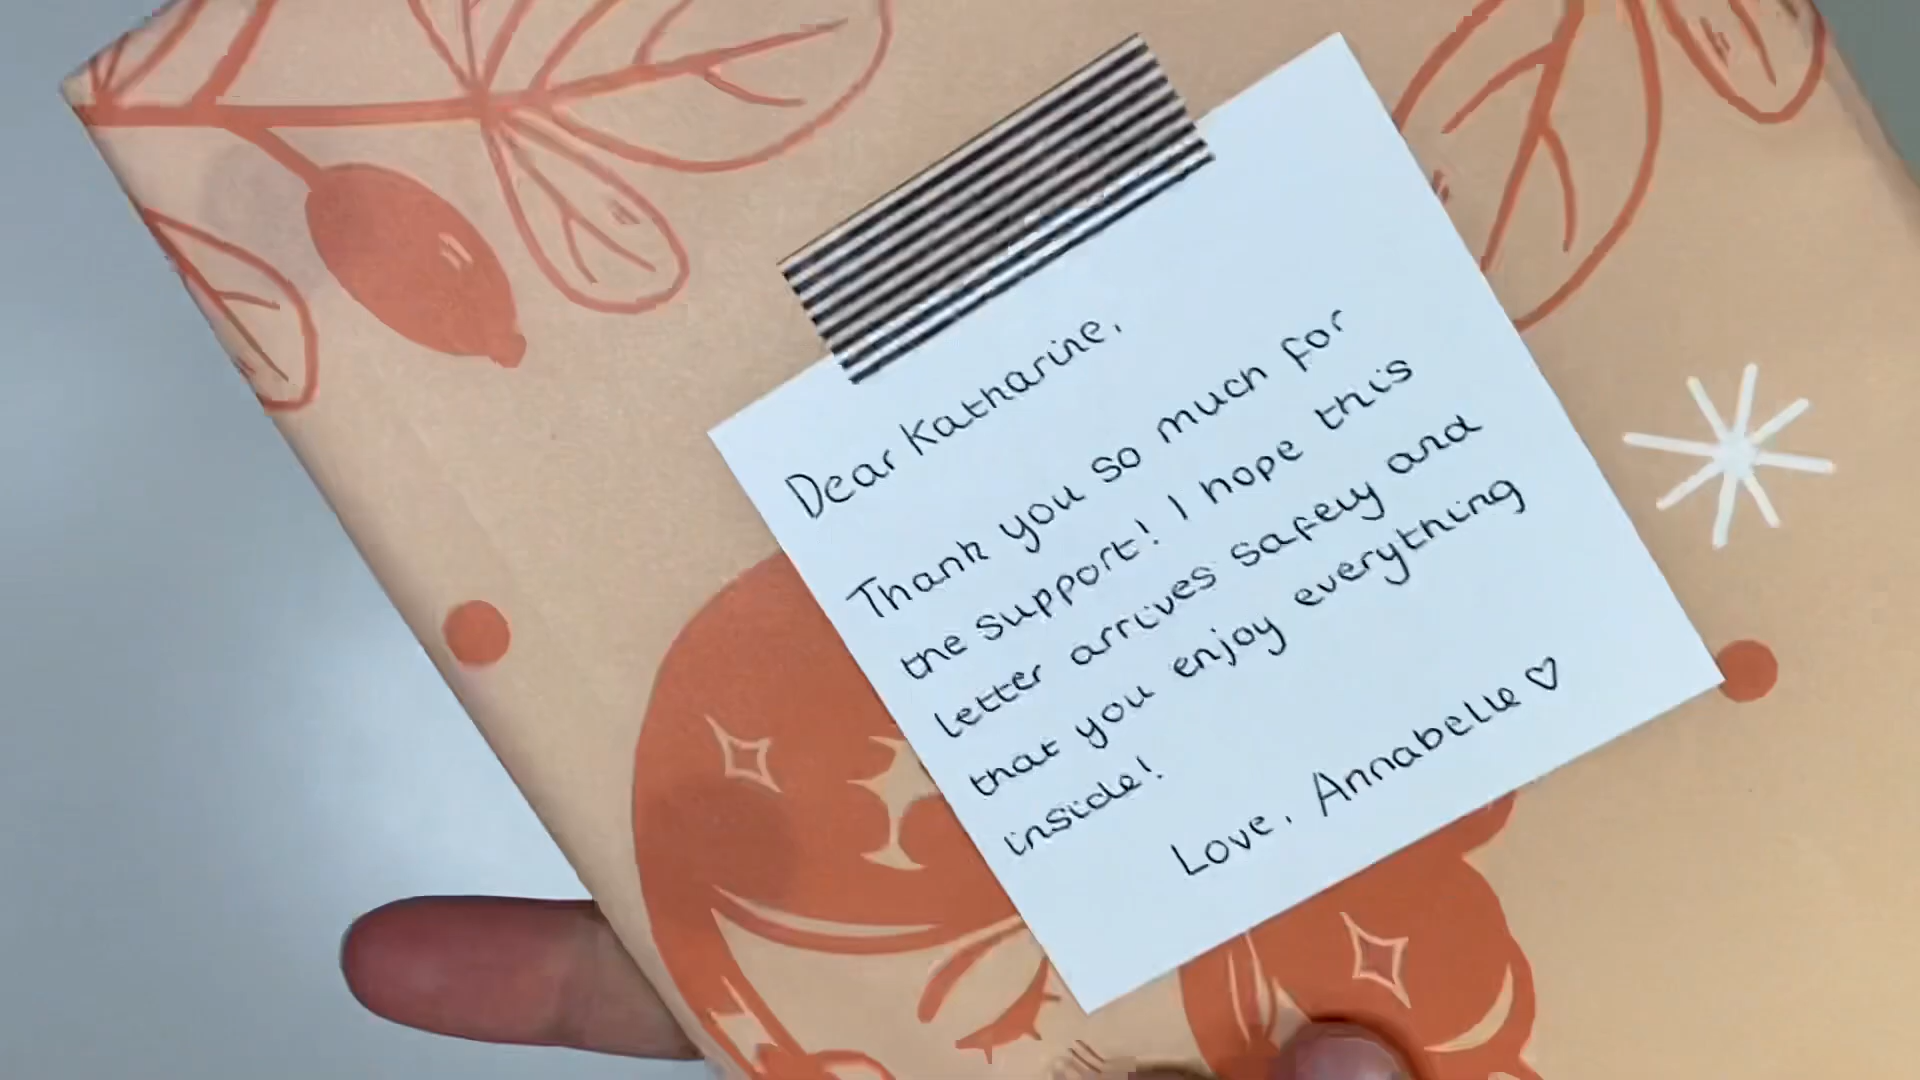 Dear Katharine,
Thank you so much for
the support! I hope this
letter arrives safely and
that you enjoy everything
inside!
Love, Annabelle ♡